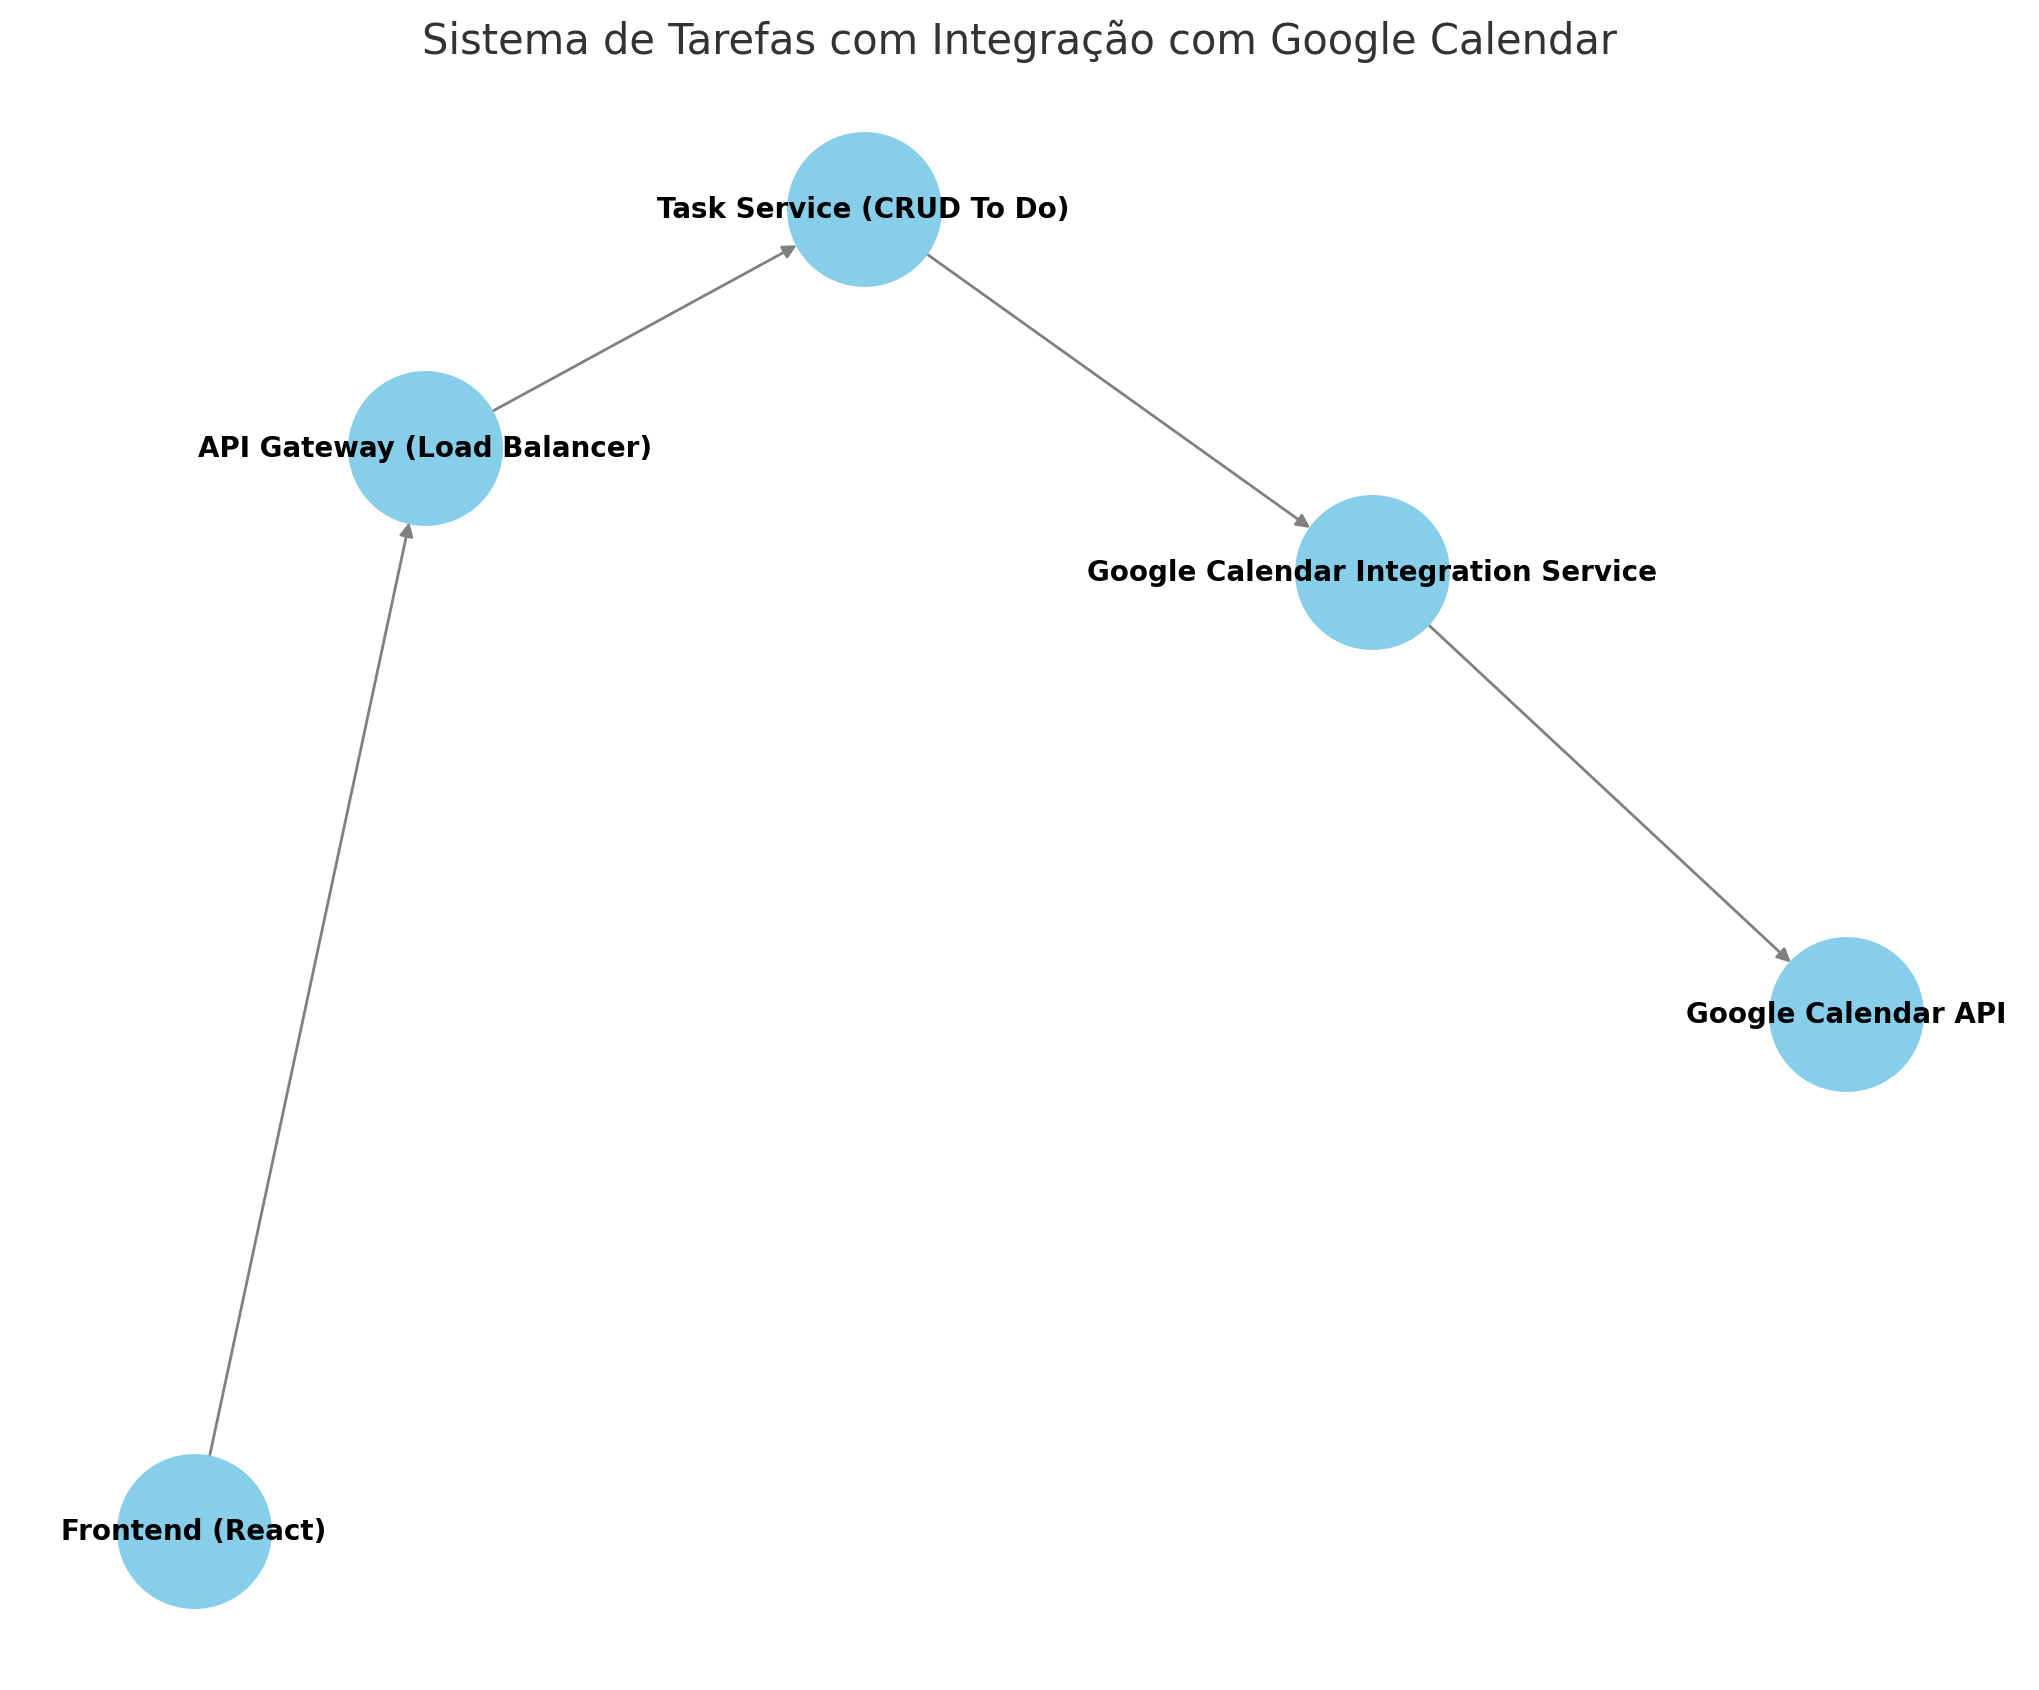 Sistema de Tarefas com Integração com Google Calendar
Task Service (CRUD To Do)
API Gateway (Load Balancer)
Google Calendar Integration Service
Google Calendar API
Frontend (React)